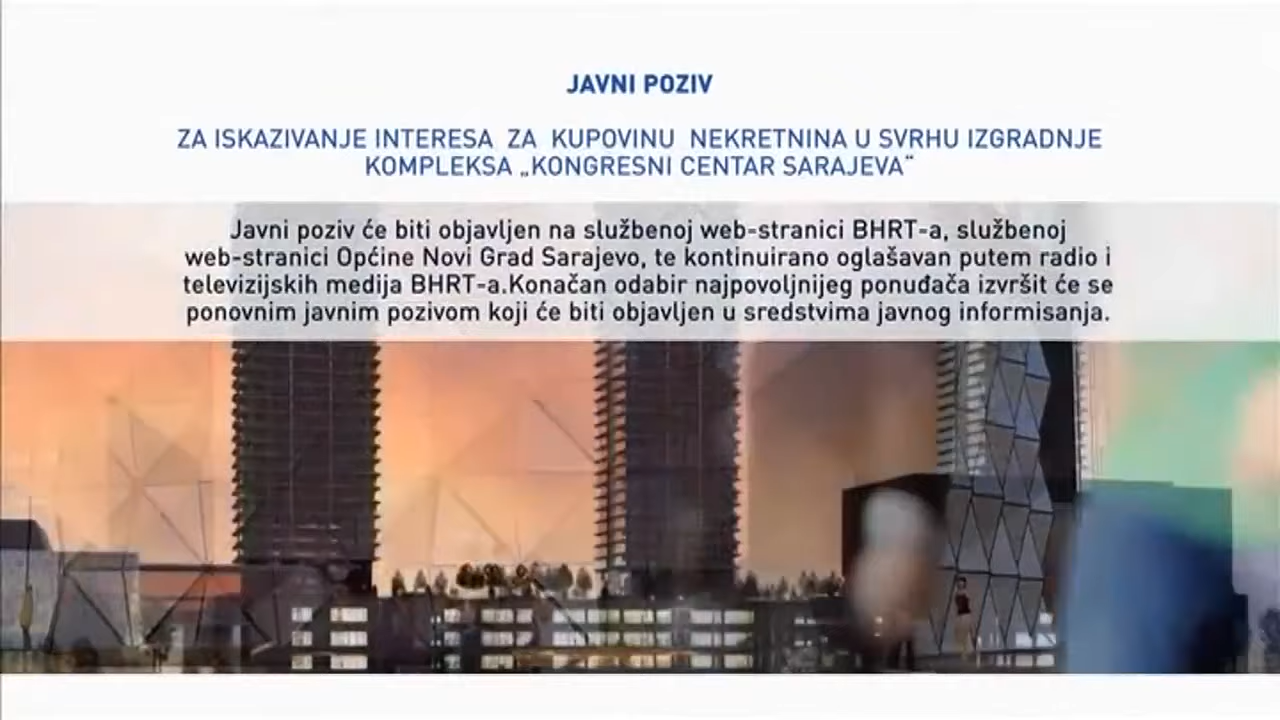 JAVNI POZIV
ZA ISKAZIVANJE INTERESA ZA KUPOVINU NEKRETNINA U SVRHU IZGRADNJE
KOMPLEKSA „KONGRESNI CENTAR SARAJEVA“
Javni poziv će biti objavljen na službenoj web-stranici BHRT-a, službenoj
web-stranici Općine Novi Grad Sarajevo, te kontinuirano oglašavan putem radio i
televizijskih medija BHRT-a.Konačan odabir najpovoljnijeg ponuđača izvršit će se
ponovnim javnim pozivom koji će biti objavljen u sredstvima javnog informisanja.